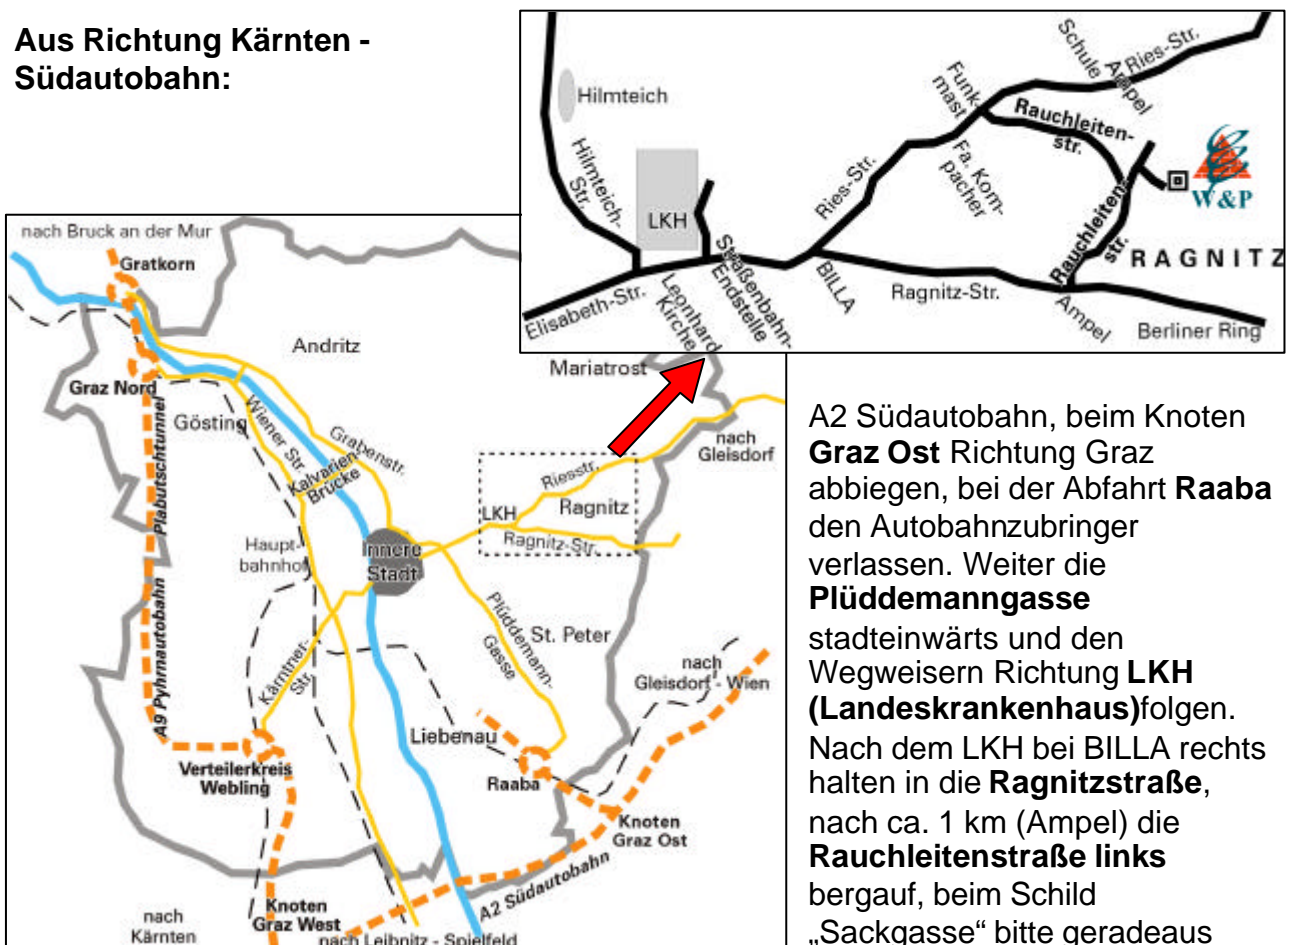 Aus Richtung Kärnten -
Südautobahn:
Hilmteich
Hilmteich-
Str.
LKH
Elisabeth-Str.
Leonhard
Kirche
Straßenbahn-
Endstelle
BILLA
Ries-Str.
Funk-
mast
Fa. Kom-
pacher
Schule
Ampel
Ries-Str.
Rauchleiten-
str.
Rauchleiten-
str.
W&P
RAGNITZ
Ragnitz-Str.
Ampel
Berliner Ring
nach Bruck an der Mur
Gratkorn
Andritz
Mariatrost
Graz Nord
Gösting
Wiener Str.
Grabenstr.
Kalvarien-
Brücke
Plabutschtunnel
A9 Pyhrnautobahn
Haupt-
bahnhof
Innere
Stadt
LKH
Riesstr.
Ragnitz
Ragnitz-Str.
nach
Gleisdorf
Plüddemann-
Gasse
St. Peter
Kärntner-
Str.
nach
Gleisdorf - Wien
Liebenau
Verteilerkreis
Webling
Raaba
Knoten
Graz Ost
A2 Südautobahn
Knoten
Graz West
nach
Kärnten
nach Leibnitz - Spielfeld
A2 Südautobahn, beim Knoten
Graz Ost Richtung Graz
abbiegen, bei der Abfahrt Raaba
den Autobahnzubringer
verlassen. Weiter die
Plüddemanngasse
stadteinwärts und den
Wegweisern Richtung LKH
(Landeskrankenhaus)folgen.
Nach dem LKH bei BILLA rechts
halten in die Ragnitzstraße,
nach ca. 1 km (Ampel) die
Rauchleitenstraße links
bergauf, beim Schild
„Sackgasse“ bitte geradeaus